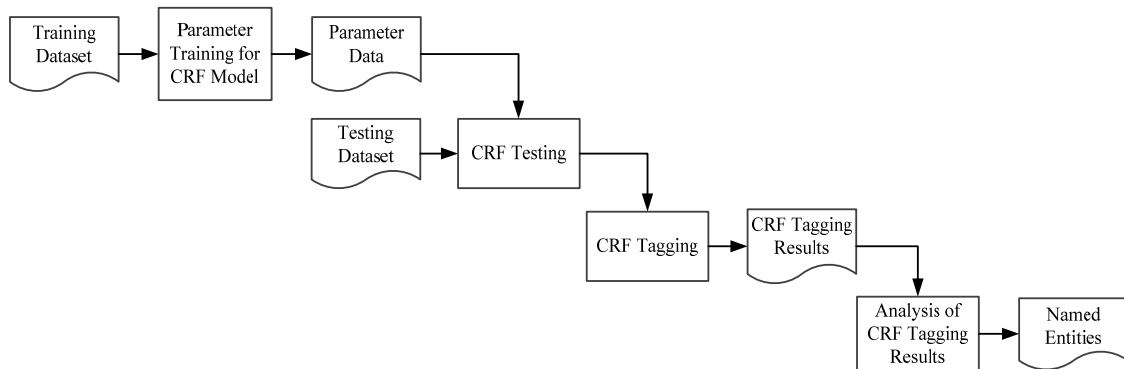 Training
Dataset
Parameter
Training for
CRF Model
Parameter
Data
Testing
Dataset
CRF Testing
CRF Tagging
CRF Tagging
Results
Analysis of
CRF Tagging
Results
Named
Entities